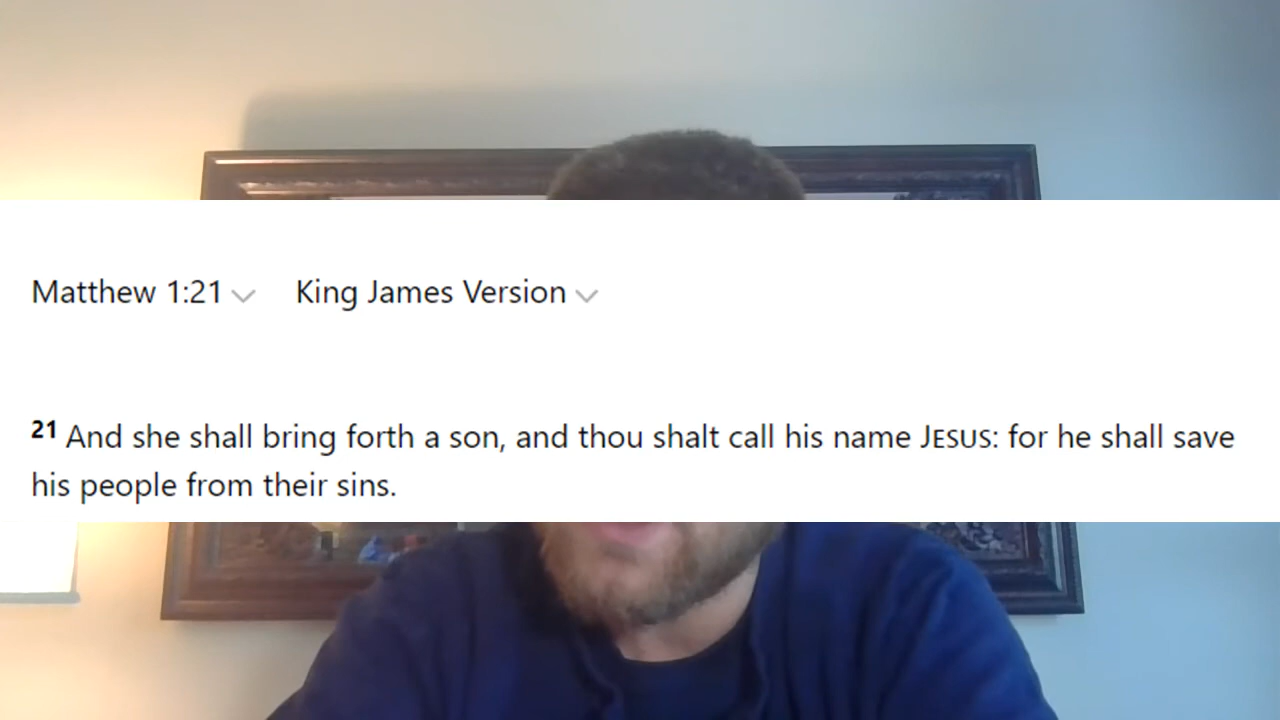 Matthew 1:21 King James Version
21 And she shall bring forth a son, and thou shalt call his name JESUS: for he shall save
his people from their sins.